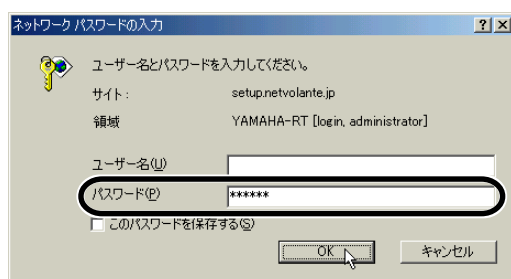 ネットワーク パスワードの入力
ユーザー名とパスワードを入力してください。
サイト: setup.netvolante.jp
領域 YAMAHA-RT [login, administrator]
ユーザー名(U)
パスワード(P) ******
このパスワードを保存する(S)
OK キャンセル